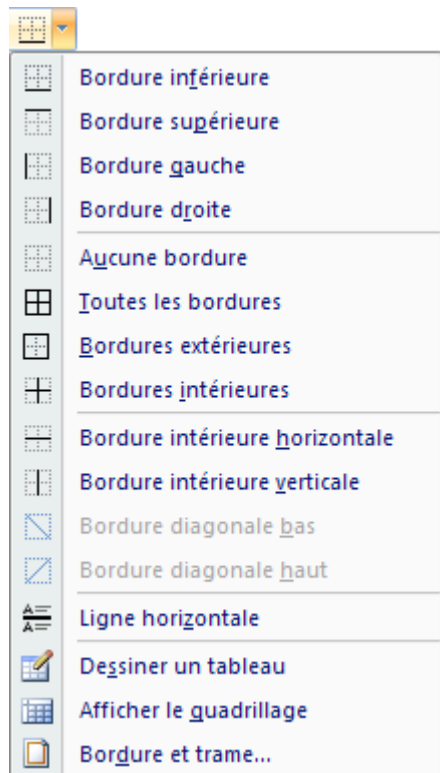 Bordure inférieure
Bordure supérieure
Bordure gauche
Bordure droite
Aucune bordure
Toutes les bordures
Bordures extérieures
Bordures intérieures
Bordure intérieure horizontale
Bordure intérieure verticale
Bordure diagonale bas
Bordure diagonale haut
Ligne horizontale
Dessiner un tableau
Afficher le quadrillage
Bordure et trame...